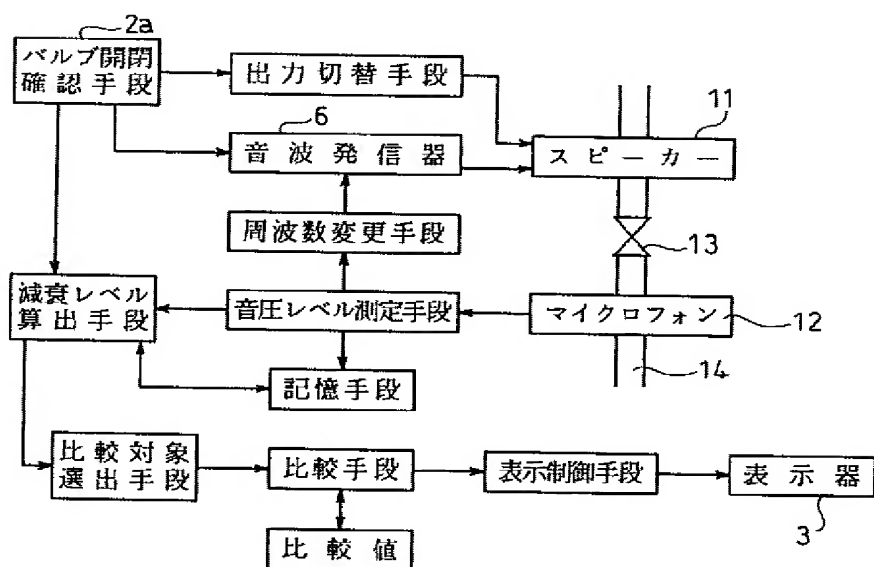 2a
バルブ開閉
確認手段
出力切替手段
6
11
音波発信器
スピーカー
周波数変更手段
13
減衰レベル
算出手段
音圧レベル測定手段
マイクロフォン
12
14
記憶手段
比較対象
選出手段
比較手段
表示制御手段
表示器
3
比較値